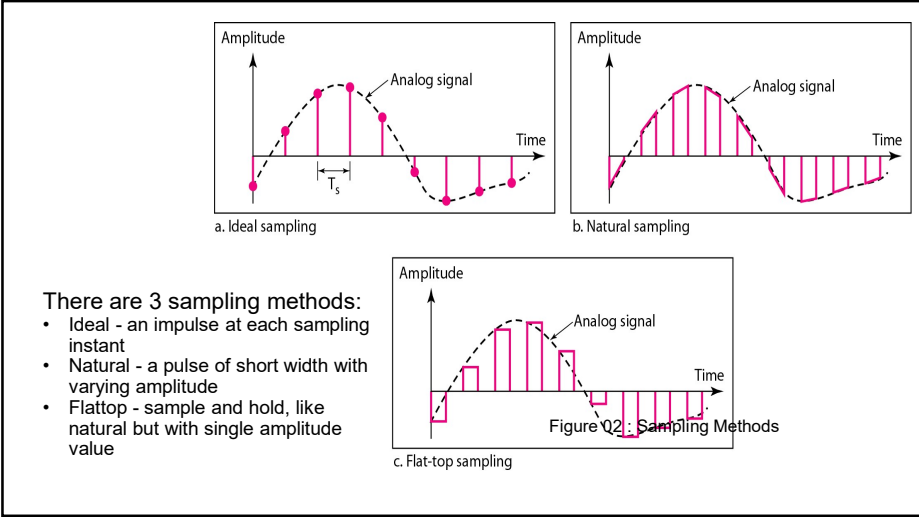 Amplitude
Analog signal
Time
Ts
a. Ideal sampling
Amplitude
Analog signal
Time
b. Natural sampling
There are 3 sampling methods:
• Ideal - an impulse at each sampling
instant
• Natural - a pulse of short width with
varying amplitude
• Flattop - sample and hold, like
natural but with single amplitude
value
Amplitude
Analog signal
Time
Figure 02 : Sampling Methods
c. Flat-top sampling